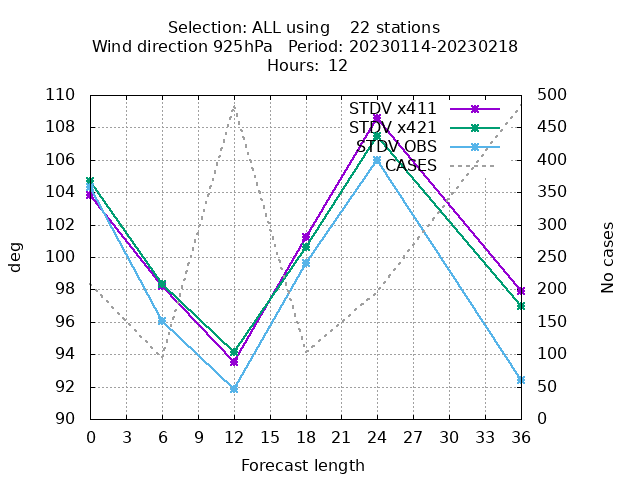 Selection: ALL using    22 stations
Wind direction 925hPa   Period: 20230114-20230218
Hours: 12
110
108
106
104
102
100
98
96
94
92
90
500
450
400
350
300
250
200
150
100
50
0
deg
No cases
STDV x411
STDV x421
STDV OBS
CASES
0 3 6 9 12 15 18 21 24 27 30 33 36
Forecast length